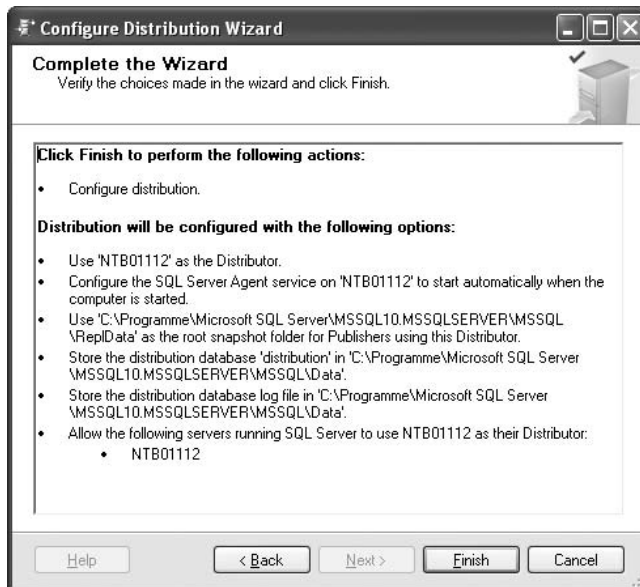 Configure Distribution Wizard
Complete the Wizard
Verify the choices made in the wizard and click Finish.
Click Finish to perform the following actions:
• Configure distribution.
Distribution will be configured with the following options:
• Use 'NTB01112' as the Distributor.
• Configure the SQL Server Agent service on 'NTB01112' to start automatically when the
computer is started.
• Use 'C:\Programme\Microsoft SQL Server\MSSQL10.MSSQLSERVER\MSSQL
\ReplData' as the root snapshot folder for Publishers using this Distributor.
• Store the distribution database 'distribution' in 'C:\Programme\Microsoft SQL Server
\MSSQL10.MSSQLSERVER\MSSQL\Data'.
• Store the distribution database log file in 'C:\Programme\Microsoft SQL Server
\MSSQL10.MSSQLSERVER\MSSQL\Data'.
• Allow the following servers running SQL Server to use NTB01112 as their Distributor:
• NTB01112
Help < Back Next > Finish Cancel